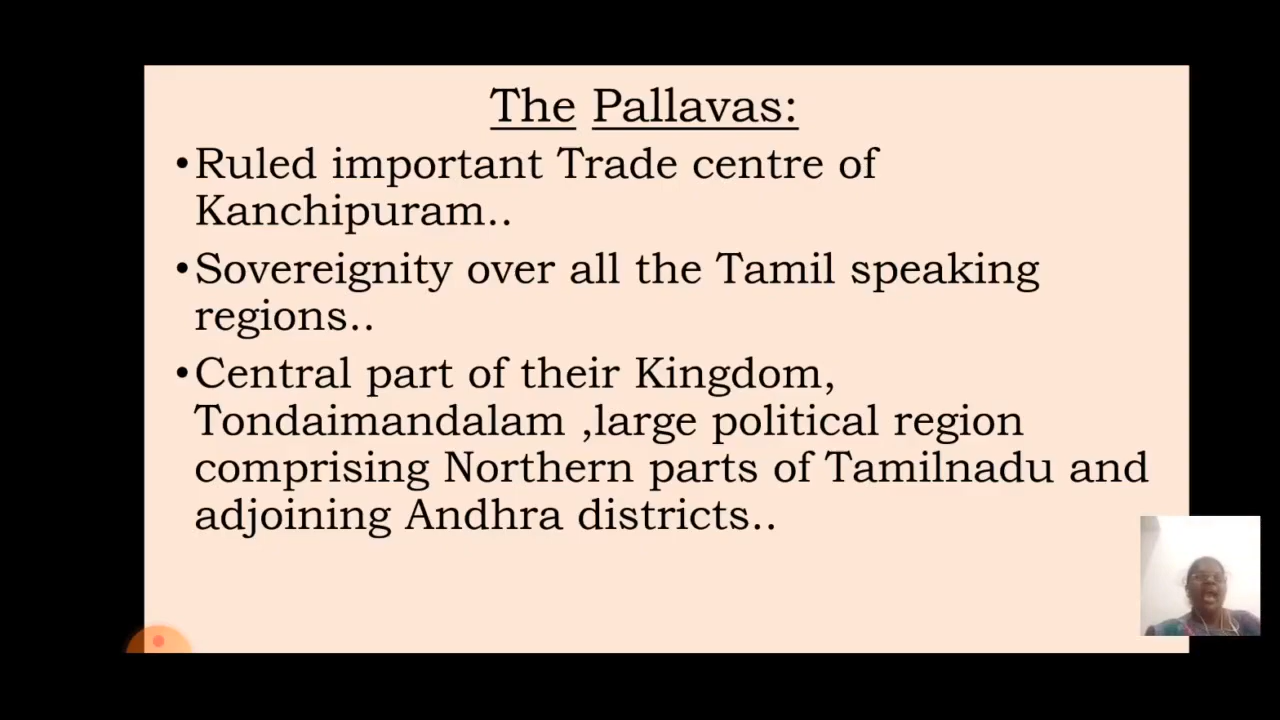 The Pallavas:
•Ruled important Trade centre of
Kanchipuram..
•Sovereignity over all the Tamil speaking
regions..
•Central part of their Kingdom,
Tondaimandalam ,large political region
comprising Northern parts of Tamilnadu and
adjoining Andhra districts..